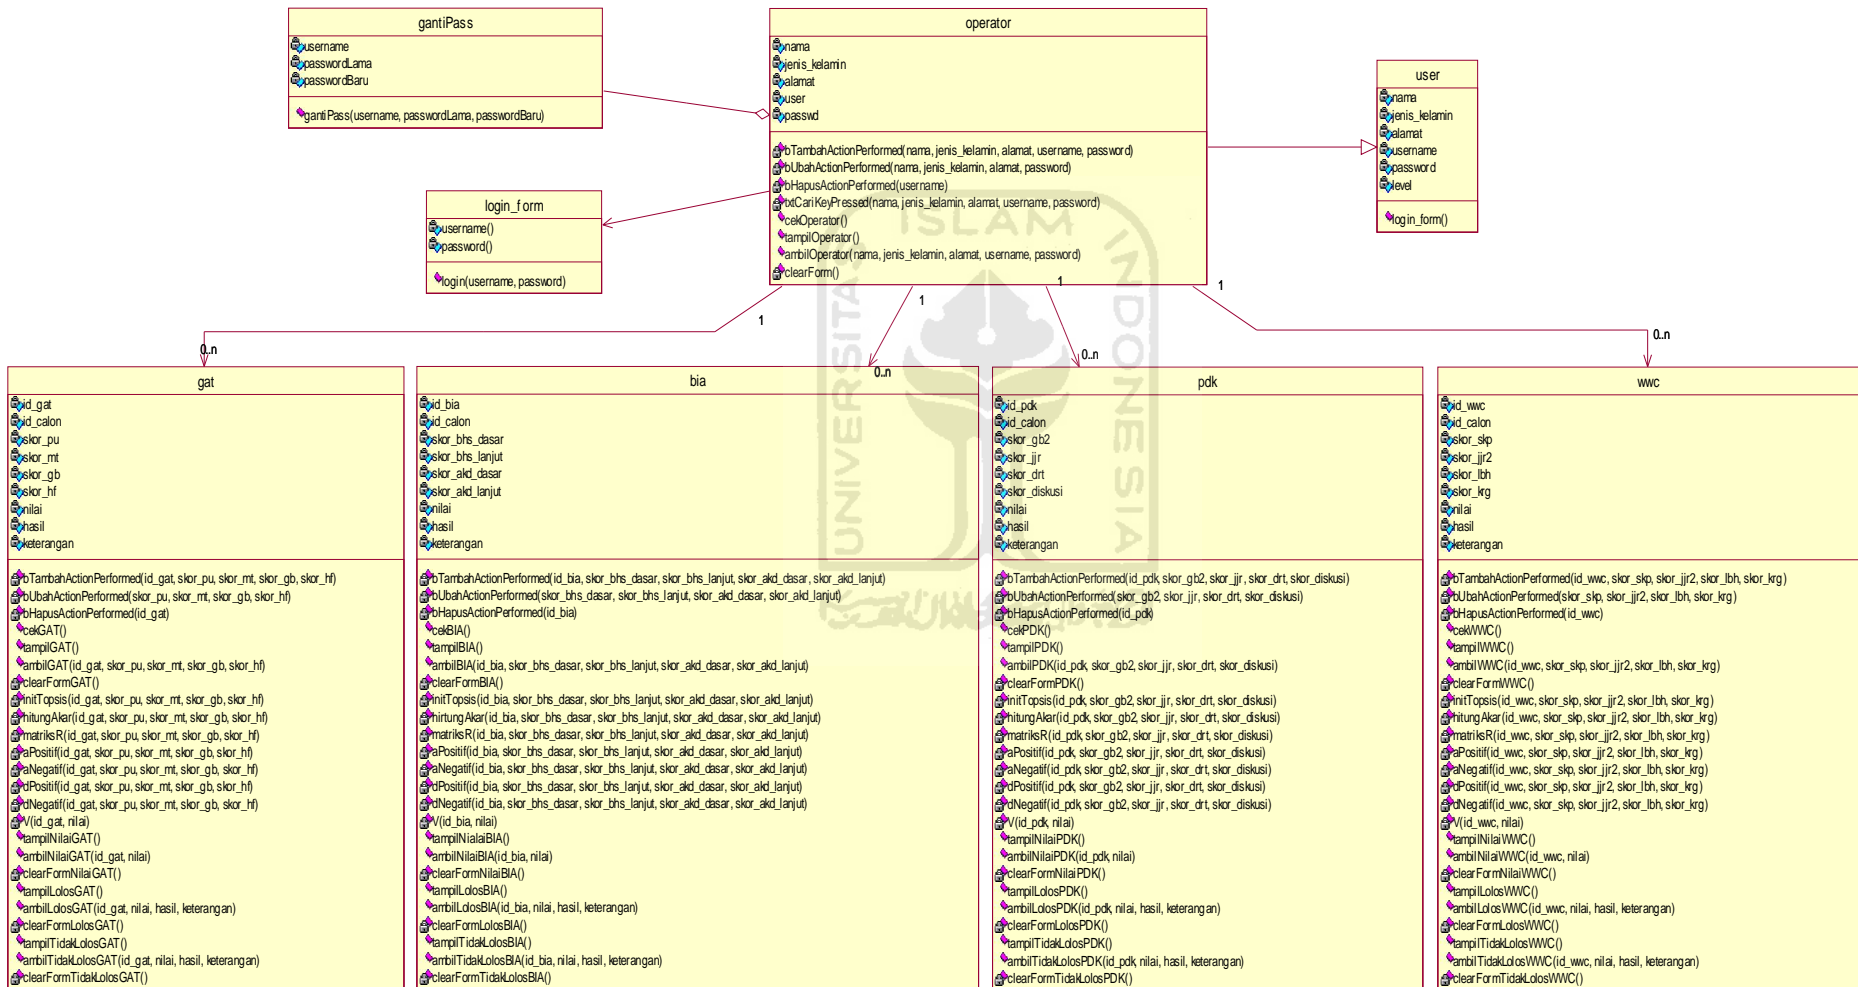 gantiPass
username
passwordLama
passwordBaru
gantiPass(username, passwordLama, passwordBaru)
operator
nama
jenis_kelamin
alamat
user
passwd
bTambahActionPerformed(nama, jenis_kelamin, alamat, username, password)
bUbahActionPerformed(nama, jenis_kelamin, alamat, password)
bHapusActionPerformed(username)
txtCariKeyPressed(nama, jenis_kelamin, alamat, username, password)
cekOperator()
tampilOperator()
ambilOperator(nama, jenis_kelamin, alamat, username, password)
clearForm()
user
nama
jenis_kelamin
alamat
username
password
level
login_form()
login_form
username()
password()
login(username, password)
1
1
1
1
0..n
0..n
0..n
0..n
UNIVERSITAS ISLAM INDONESIA
gat
id_gat
id_calon
skor_pu
skor_mt
skor_gb
skor_hf
nilai
hasil
keterangan
bTambahActionPerformed(id_gat, skor_pu, skor_mt, skor_gb, skor_hf)
bUbahActionPerformed(skor_pu, skor_mt, skor_gb, skor_hf)
bHapusActionPerformed(id_gat)
cekGAT()
tampilGAT()
ambilGAT(id_gat, skor_pu, skor_mt, skor_gb, skor_hf)
clearFormGAT()
initTopsis(id_gat, skor_pu, skor_mt, skor_gb, skor_hf)
hitungAkar(id_gat, skor_pu, skor_mt, skor_gb, skor_hf)
matriksR(id_gat, skor_pu, skor_mt, skor_gb, skor_hf)
aPositif(id_gat, skor_pu, skor_mt, skor_gb, skor_hf)
aNegatif(id_gat, skor_pu, skor_mt, skor_gb, skor_hf)
dPositif(id_gat, skor_pu, skor_mt, skor_gb, skor_hf)
dNegatif(id_gat, skor_pu, skor_mt, skor_gb, skor_hf)
V(id_gat, nilai)
tampilNilaiGAT()
ambilNilaiGAT(id_gat, nilai)
clearFormNilaiGAT()
tampilLolosGAT()
ambilLolosGAT(id_gat, nilai, hasil, keterangan)
clearFormLolosGAT()
tampilTidakLolosGAT()
ambilTidakLolosGAT(id_gat, nilai, hasil, keterangan)
clearFormTidakLolosGAT()
bia
id_bia
id_calon
skor_bhs_dasar
skor_bhs_lanjut
skor_akd_dasar
skor_akd_lanjut
nilai
hasil
keterangan
bTambahActionPerformed(id_bia, skor_bhs_dasar, skor_bhs_lanjut, skor_akd_dasar, skor_akd_lanjut)
bUbahActionPerformed(skor_bhs_dasar, skor_bhs_lanjut, skor_akd_dasar, skor_akd_lanjut)
bHapusActionPerformed(id_bia)
cekBIA()
tampilBIA()
ambilBIA(id_bia, skor_bhs_dasar, skor_bhs_lanjut, skor_akd_dasar, skor_akd_lanjut)
clearFormBIA()
initTopsis(id_bia, skor_bhs_dasar, skor_bhs_lanjut, skor_akd_dasar, skor_akd_lanjut)
hirtungAkar(id_bia, skor_bhs_dasar, skor_bhs_lanjut, skor_akd_dasar, skor_akd_lanjut)
matriksR(id_bia, skor_bhs_dasar, skor_bhs_lanjut, skor_akd_dasar, skor_akd_lanjut)
aPositif(id_bia, skor_bhs_dasar, skor_bhs_lanjut, skor_akd_dasar, skor_akd_lanjut)
aNegatif(id_bia, skor_bhs_dasar, skor_bhs_lanjut, skor_akd_dasar, skor_akd_lanjut)
dPositif(id_bia, skor_bhs_dasar, skor_bhs_lanjut, skor_akd_dasar, skor_akd_lanjut)
dNegatif(id_bia, skor_bhs_dasar, skor_bhs_lanjut, skor_akd_dasar, skor_akd_lanjut)
V(id_bia, nilai)
tampilNialaiBIA()
ambilNilaiBIA(id_bia, nilai)
clearFormNilaiBIA()
tampilLolosBIA()
ambilLolosBIA(id_bia, nilai, hasil, keterangan)
clearFormLolosBIA()
tampilTidakLolosBIA()
ambilTidakLolosBIA(id_bia, nilai, hasil, keterangan)
clearFormTidakLolosBIA()
pdk
id_pdk
id_calon
skor_gb2
skor_jjr
skor_drt
skor_diskusi
nilai
hasil
keterangan
bTambahActionPerformed(id_pdk, skor_gb2, skor_jjr, skor_drt, skor_diskusi)
bUbahActionPerformed(skor_gb2, skor_jjr, skor_drt, skor_diskusi)
bHapusActionPerformed(id_pdk)
cekPDK()
tampilPDK()
ambilPDK(id_pdk, skor_gb2, skor_jjr, skor_drt, skor_diskusi)
clearFormPDK()
initTopsis(id_pdk, skor_gb2, skor_jjr, skor_drt, skor_diskusi)
hitungAkar(id_pdk, skor_gb2, skor_jjr, skor_drt, skor_diskusi)
matriksR(id_pdk, skor_gb2, skor_jjr, skor_drt, skor_diskusi)
aPositif(id_pdk, skor_gb2, skor_jjr, skor_drt, skor_diskusi)
aNegatif(id_pdk, skor_gb2, skor_jjr, skor_drt, skor_diskusi)
dPositif(id_pdk, skor_gb2, skor_jjr, skor_drt, skor_diskusi)
dNegatif(id_pdk, skor_gb2, skor_jjr, skor_drt, skor_diskusi)
V(id_pdk, nilai)
tampilNilaiPDK()
ambilNilaiPDK(id_pdk, nilai)
clearFormNilaiPDK()
tampilLolosPDK()
ambilLolosPDK(id_pdk, nilai, hasil, keterangan)
clearFormLolosPDK()
tampilTidakLolosPDK()
ambilTidakLolosPDK(id_pdk, nilai, hasil, keterangan)
clearFormTidakLolosPDK()
wwc
id_wwc
id_calon
skor_skp
skor_jjr2
skor_lbh
skor_krg
nilai
hasil
keterangan
bTambahActionPerformed(id_wwc, skor_skp, skor_jjr2, skor_lbh, skor_krg)
bUbahActionPerformed(skor_skp, skor_jjr2, skor_lbh, skor_krg)
bHapusActionPerformed(id_wwc)
cekWWC()
tampilWWC()
ambilWWC(id_wwc, skor_skp, skor_jjr2, skor_lbh, skor_krg)
clearFormWWC()
initTopsis(id_wwc, skor_skp, skor_jjr2, skor_lbh, skor_krg)
hitungAkar(id_wwc, skor_skp, skor_jjr2, skor_lbh, skor_krg)
matriksR(id_wwc, skor_skp, skor_jjr2, skor_lbh, skor_krg)
aPositif(id_wwc, skor_skp, skor_jjr2, skor_lbh, skor_krg)
aNegatif(id_wwc, skor_skp, skor_jjr2, skor_lbh, skor_krg)
dPositif(id_wwc, skor_skp, skor_jjr2, skor_lbh, skor_krg)
dNegatif(id_wwc, skor_skp, skor_jjr2, skor_lbh, skor_krg)
V(id_wwc, nilai)
tampilNilaiWWC()
ambilNilaiWWC(id_wwc, nilai)
clearFormNilaiWWC()
tampilLolosWWC()
ambilLolosWWC(id_wwc, nilai, hasil, keterangan)
clearFormLolosWWC()
tampilTidakLolosWWC()
ambilTidakLolosWWC(id_wwc, nilai, hasil, keterangan)
clearFormTidakLolosWWC()